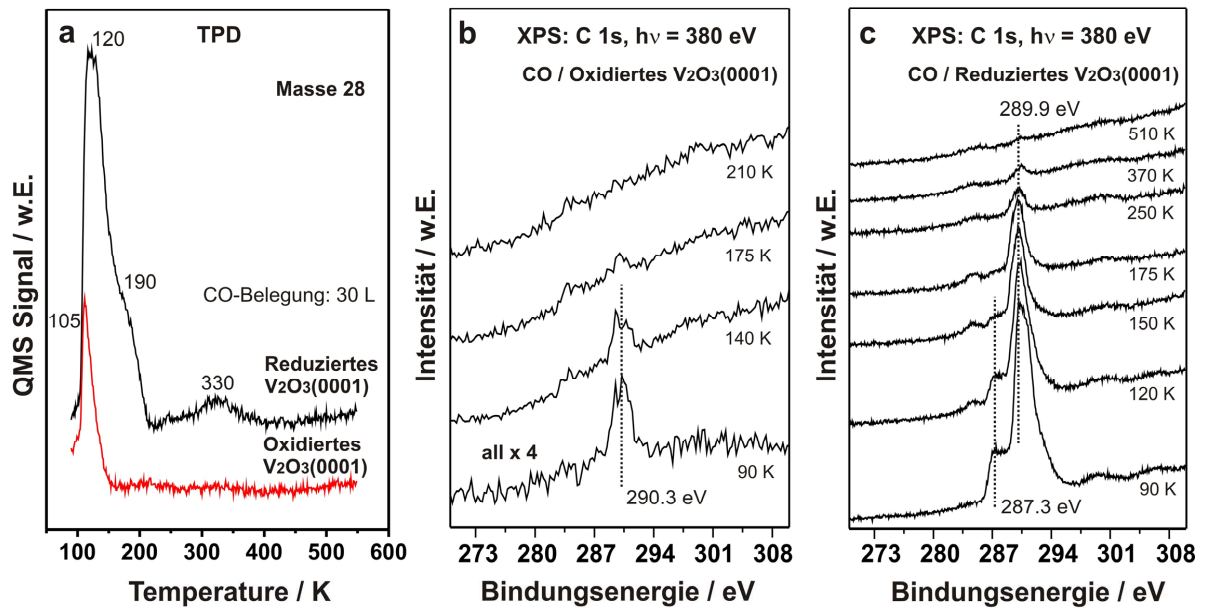 a
TPD
120
Masse 28
190
CO-Belegung: 30 L
105
Reduziertes
V2O3(0001)
330
Oxidiertes
V2O3(0001)
QMS Signal / w.E.
100 200 300 400 500 600
Temperature / K
b
XPS: C 1s, hν = 380 eV
CO / Oxidiertes V2O3(0001)
210 K
175 K
140 K
all x 4
90 K
290.3 eV
Intensität / w.E.
273 280 287 294 301 308
Bindungsenergie / eV
c
XPS: C 1s, hν = 380 eV
CO / Reduziertes V2O3(0001)
289.9 eV
510 K
370 K
250 K
175 K
150 K
120 K
90 K
287.3 eV
Intensität / w.E.
273 280 287 294 301 308
Bindungsenergie / eV